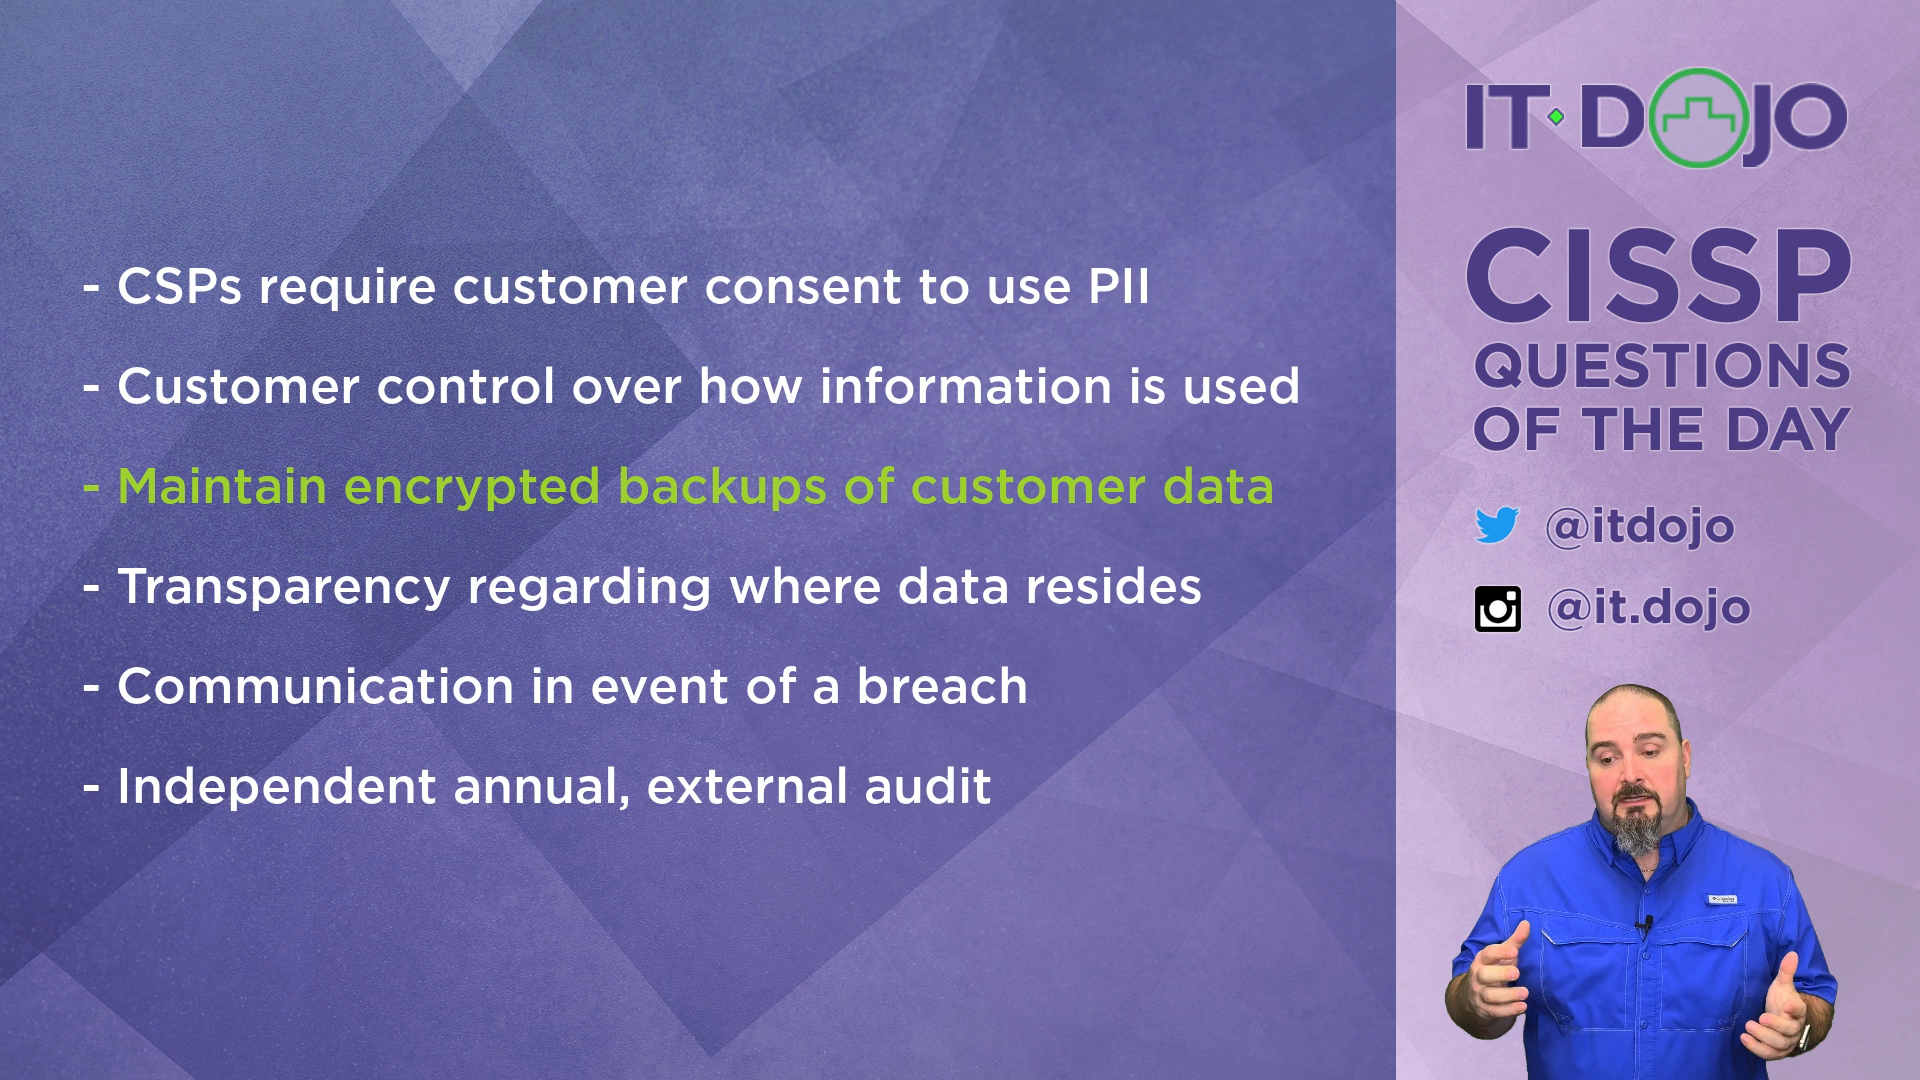 - CSPs require customer consent to use PII
- Customer control over how information is used
- Maintain encrypted backups of customer data
- Transparency regarding where data resides
- Communication in event of a breach
- Independent annual, external audit
IT DOJO
CISSP
QUESTIONS
OF THE DAY
@itdojo
@it.dojo